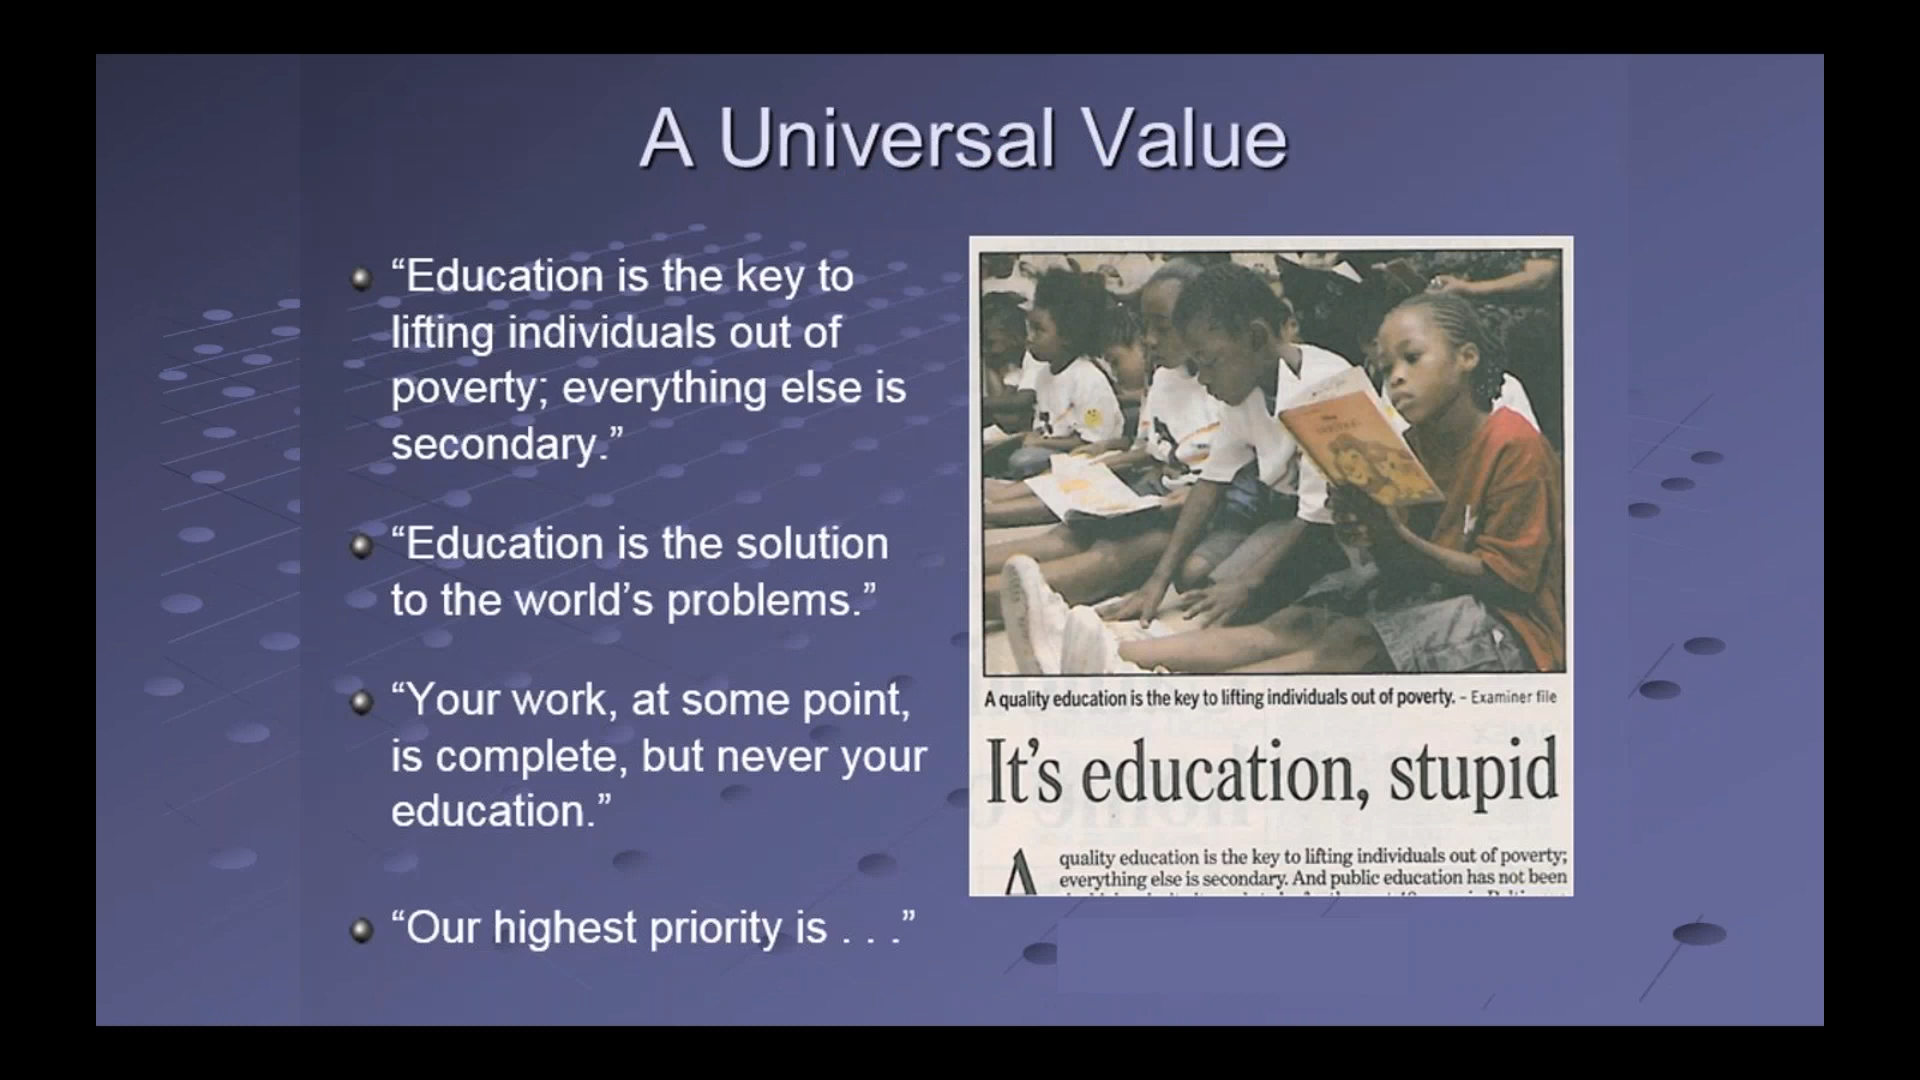 A Universal Value
“Education is the key to
lifting individuals out of
poverty; everything else is
secondary.”
“Education is the solution
to the world’s problems.”
“Your work, at some point,
is complete, but never your
education.”
“Our highest priority is . . .”
A quality education is the key to lifting individuals out of poverty. – Examiner file
It’s education, stupid
A quality education is the key to lifting individuals out of poverty;
everything else is secondary. And public education has not been